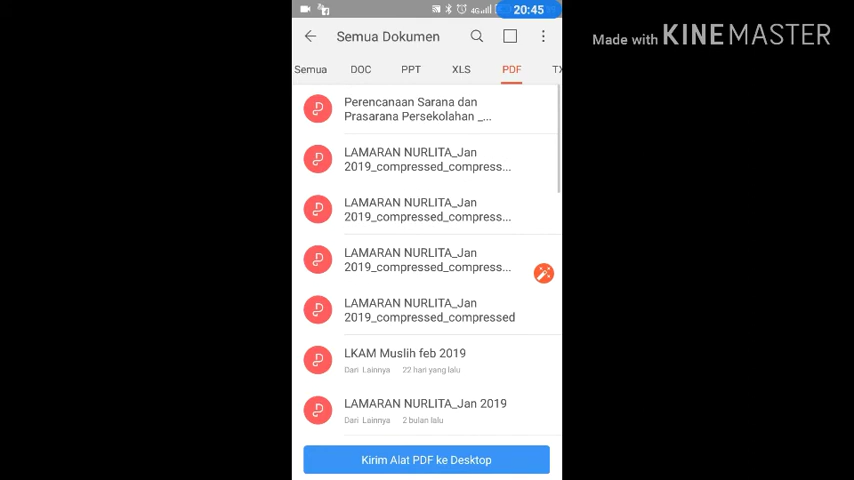 4G
20:45
Semua Dokumen
Made with KINEMASTER
Semua DOC PPT XLS PDF TX
Perencanaan Sarana dan
Prasarana Persekolahan _...
LAMARAN NURLITA_Jan
2019_compressed_compress...
LAMARAN NURLITA_Jan
2019_compressed_compress...
LAMARAN NURLITA_Jan
2019_compressed_compress...
LAMARAN NURLITA_Jan
2019_compressed_compressed
LKAM Muslih feb 2019
Dari Lainnya 22 hari yang lalu
LAMARAN NURLITA_Jan 2019
Dari Lainnya 2 bulan lalu
Kirim Alat PDF ke Desktop